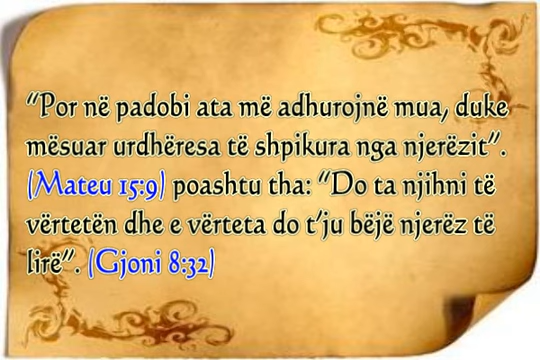 “Por në padobi ata më adhurojnë mua, duke
mësuar urdhëresa të shpikura nga njerëzit”.
(Mateu 15:9) poashtu tha: “Do ta njihni të
vërtetën dhe e vërteta do t’ju bëjë njerëz të
lirë”. (Gjoni 8:32)